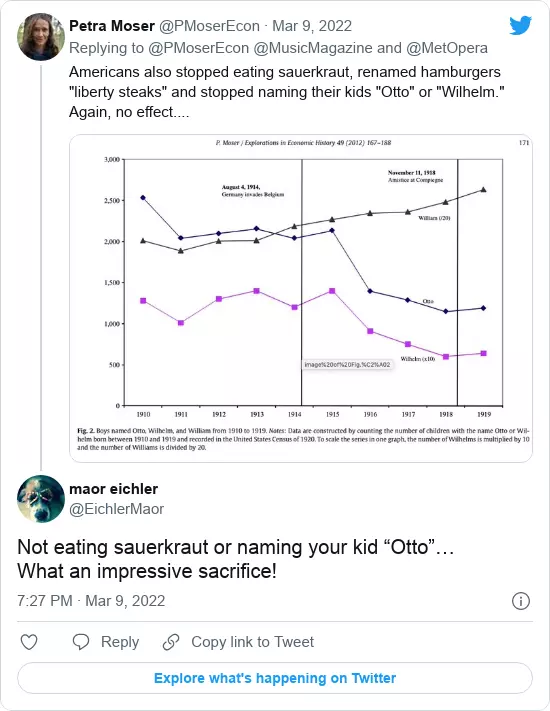 Petra Moser @PMoserEcon · Mar 9, 2022
Replying to @PMoserEcon @MusicMagazine and @MetOpera
Americans also stopped eating sauerkraut, renamed hamburgers
"liberty steaks" and stopped naming their kids "Otto" or "Wilhelm."
Again, no effect....
P. Moser / Explorations in Economic History 49 (2012) 167–188
171
3,000
2,500
2,000
1,500
1,000
500
0
August 4, 1914,
Germany invades Belgium
November 11, 1918
Amistice at Compiegne
William (/20)
Otto
Wilhelm (x10)
image%20of%20Fig.%C2%A02
1910 1911 1912 1913 1914 1915 1916 1917 1918 1919
Fig. 2. Boys named Otto, Wilhelm, and William from 1910 to 1919. Notes: Data are constructed by counting the number of children with the name Otto or Wil-
helm born between 1910 and 1919 and recorded in the United States Census of 1920. To scale the series in one graph, the number of Wilhelms is multiplied by 10
and the number of Williams is divided by 20.
maor eichler
@EichlerMaor
Not eating sauerkraut or naming your kid “Otto”…
What an impressive sacrifice!
7:27 PM · Mar 9, 2022
Reply
Copy link to Tweet
Explore what's happening on Twitter